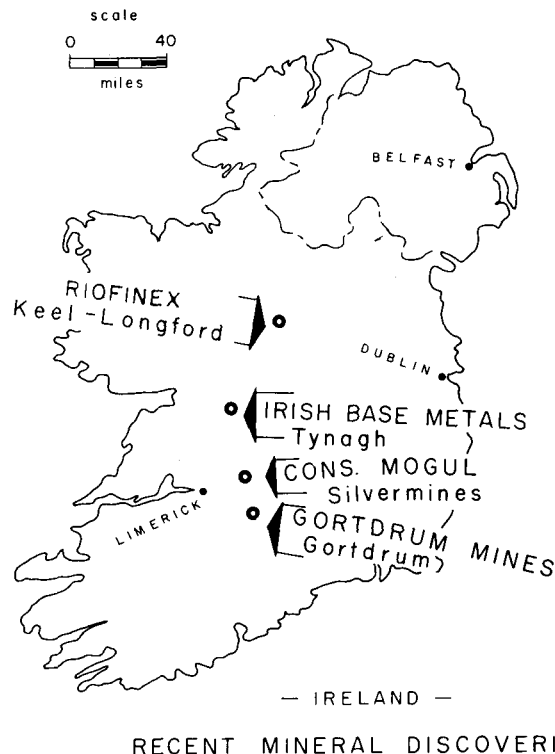 scale
0 40
miles
BELFAST
RIOFINEX
Keel-Longford
DUBLIN
IRISH BASE METALS
Tynagh
CONS. MOGUL
Silvermines
LIMERICK
GORTDRUM MINES
Gortdrum
— IRELAND —
RECENT MINERAL DISCOVERI